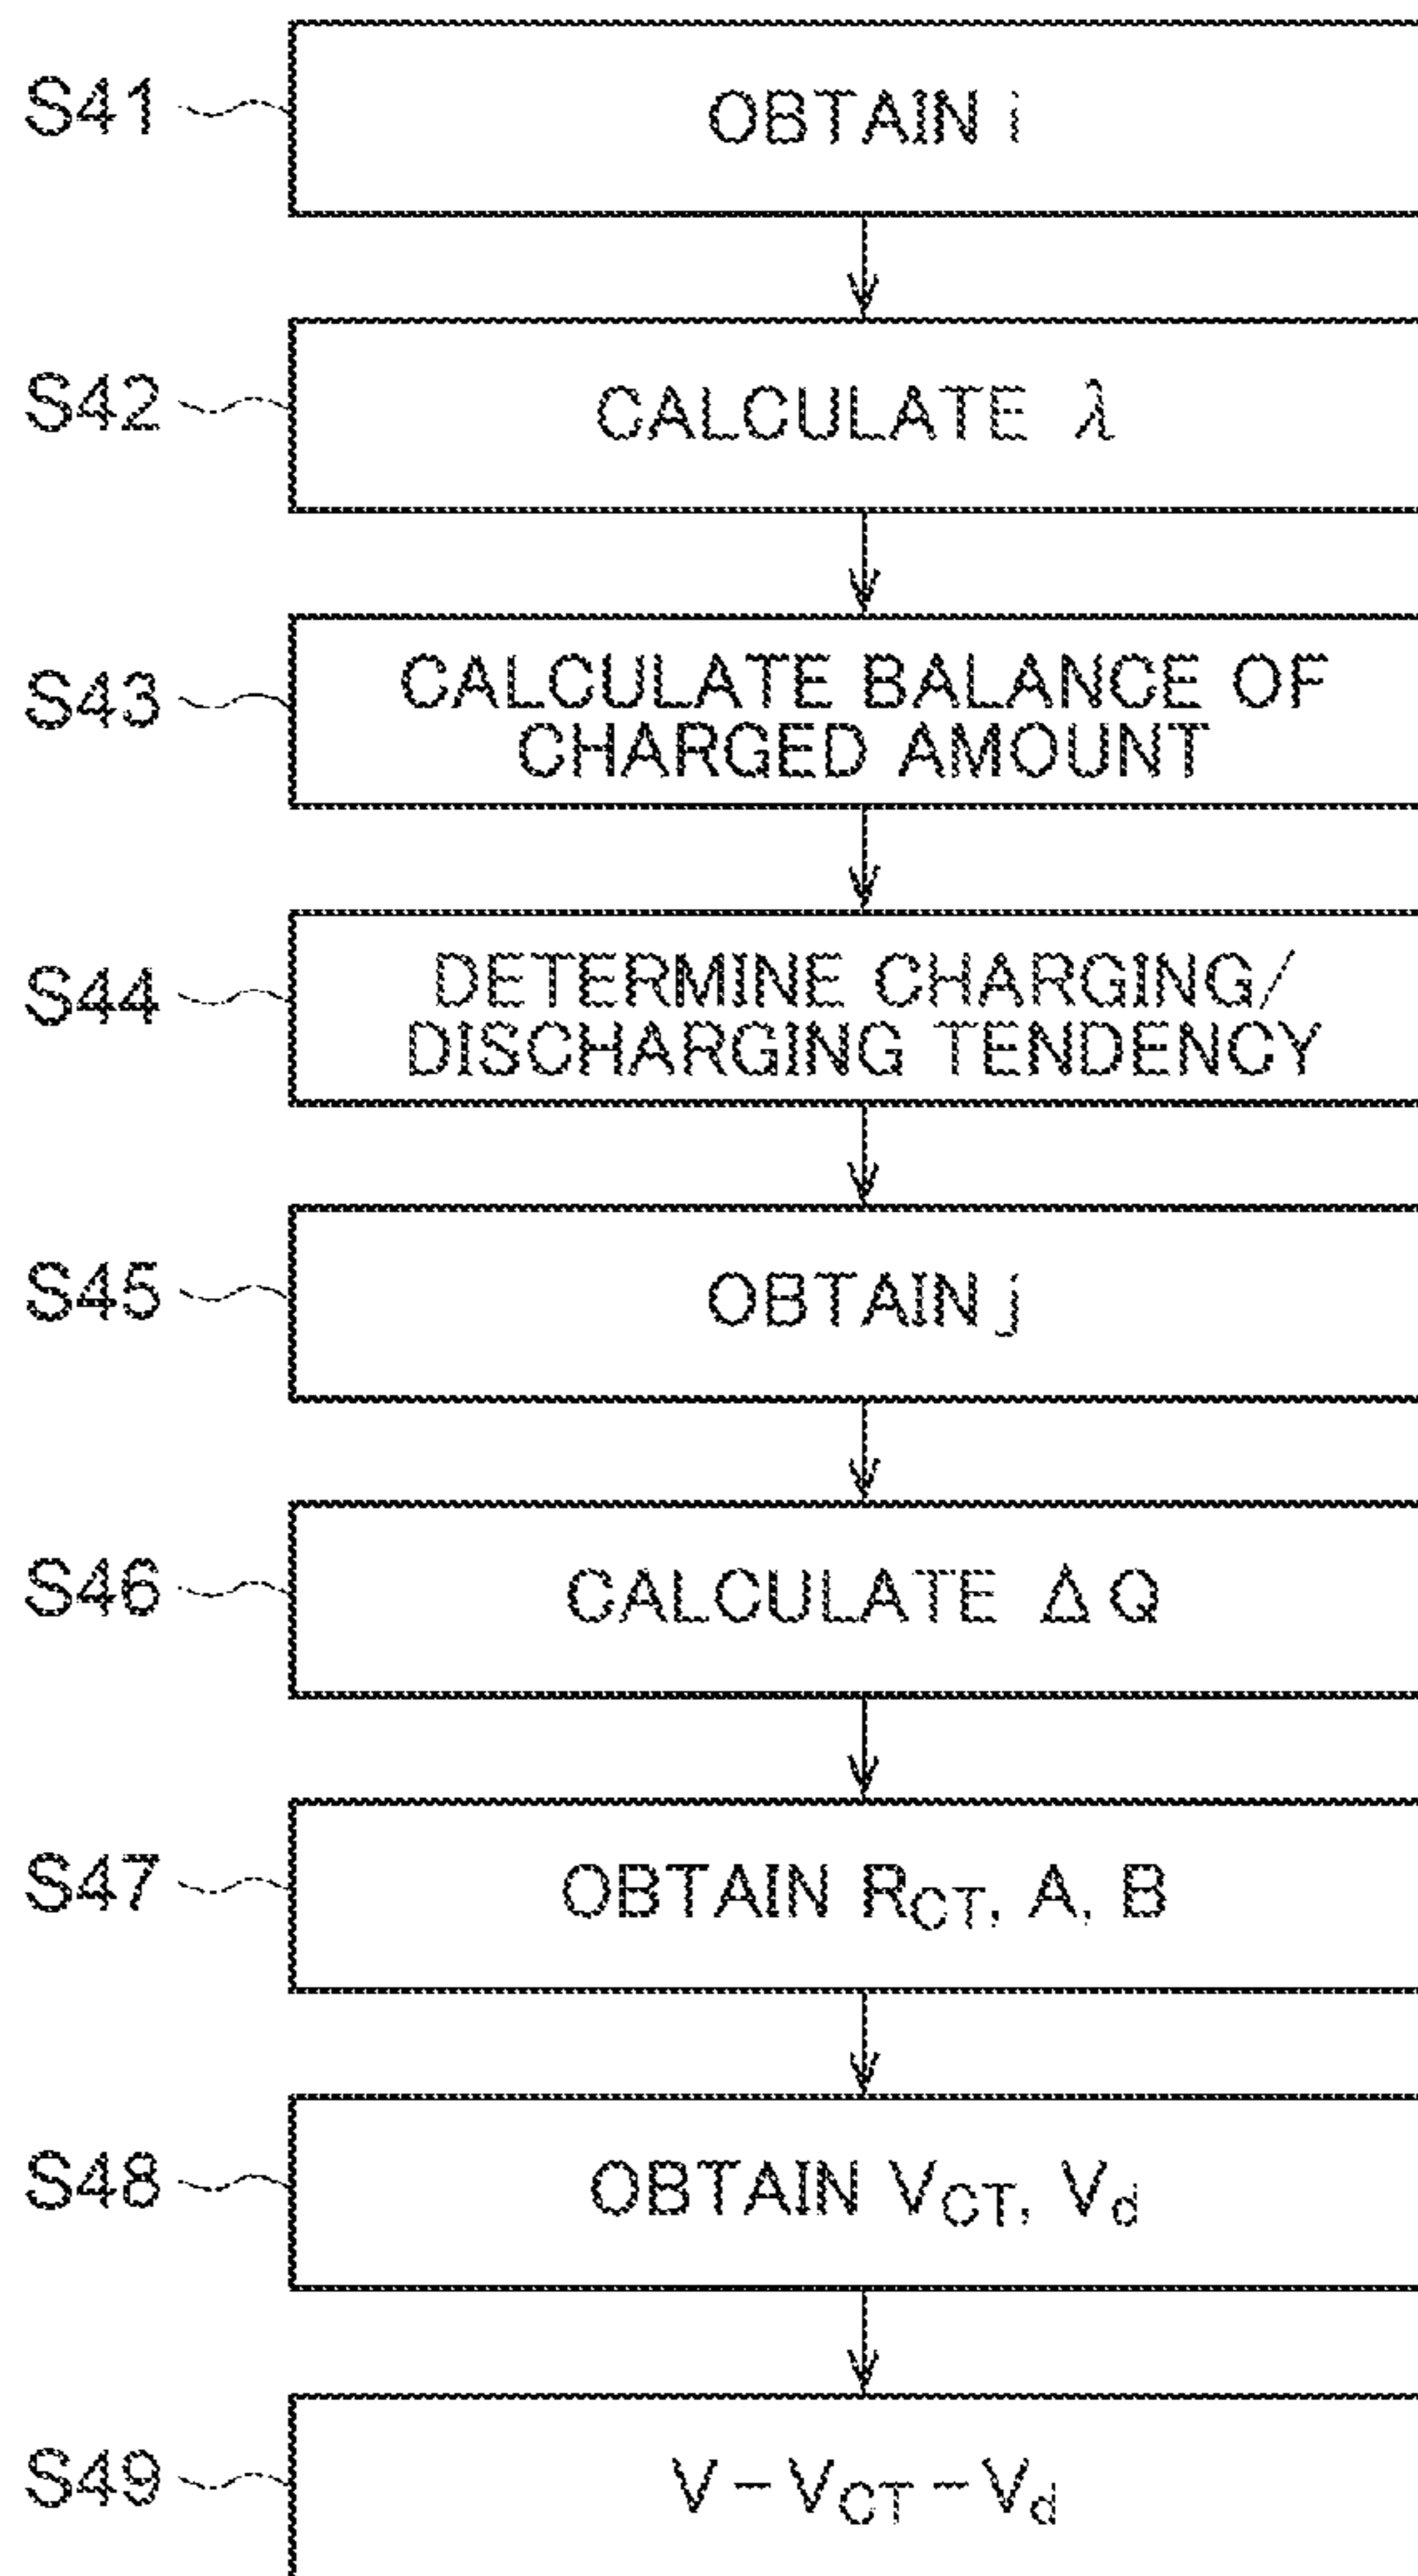 S41
OBTAIN i
S42
CALCULATE λ
S43
CALCULATE BALANCE OF
CHARGED AMOUNT
S44
DETERMINE CHARGING/
DISCHARGING TENDENCY
S45
OBTAIN j
S46
CALCULATE ΔQ
S47
OBTAIN RCT, A, B
S48
OBTAIN VCT, Vd
S49
V－VCT－Vd